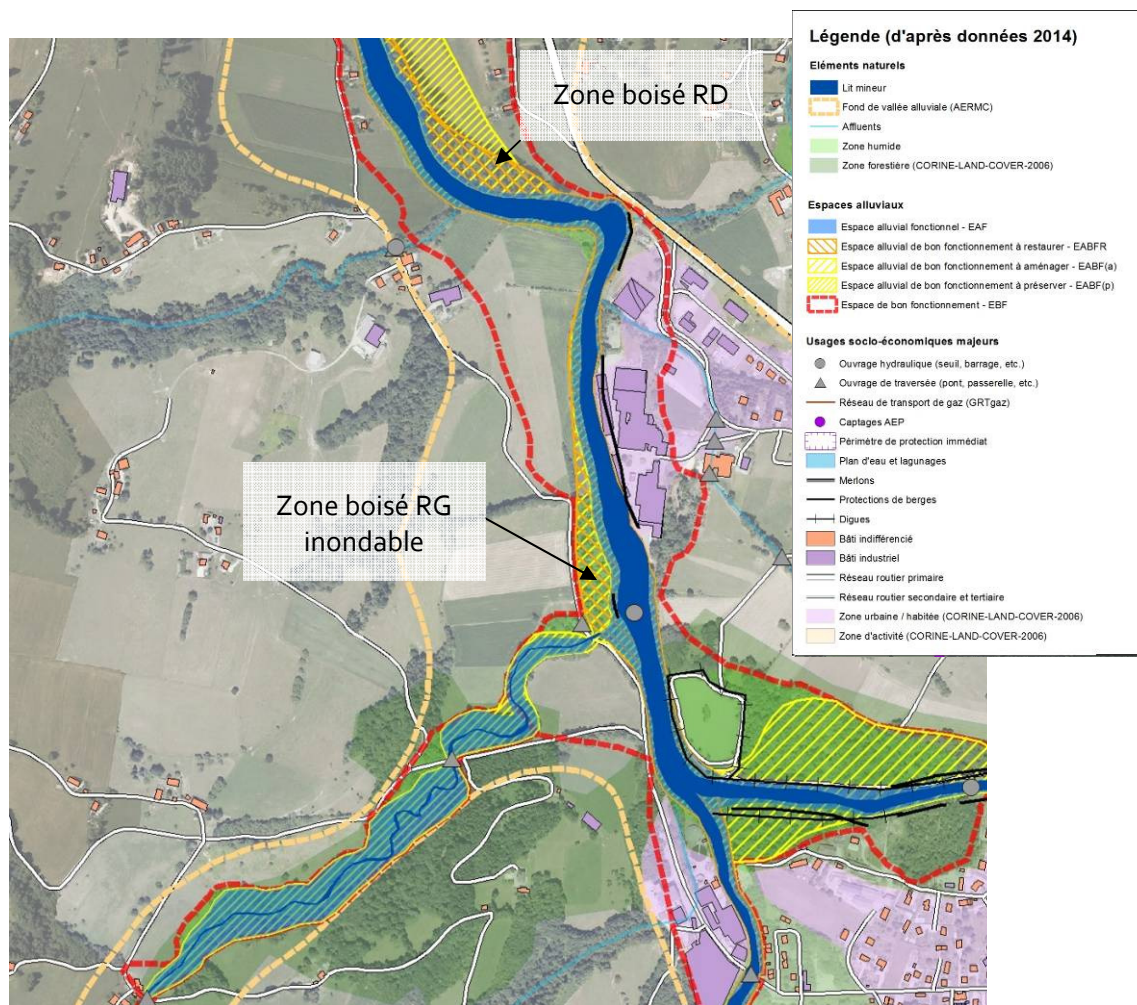 Zone boisé RD
Zone boisé RG
inondable
Légende (d'après données 2014)
Eléments naturels
Lit mineur
Fond de vallée alluviale (AERMC)
Affluents
Zone humide
Zone forestière (CORINE-LAND-COVER-2006)
Espaces alluviaux
Espace alluvial fonctionnel - EAF
Espace alluvial de bon fonctionnement à restaurer - EABFR
Espace alluvial de bon fonctionnement à aménager - EABF(a)
Espace alluvial de bon fonctionnement à préserver - EABF(p)
Espace de bon fonctionnement - EBF
Usages socio-économiques majeurs
Ouvrage hydraulique (seuil, barrage, etc.)
Ouvrage de traversée (pont, passerelle, etc.)
Réseau de transport de gaz (GRTgaz)
Captages AEP
Périmètre de protection immédiat
Plan d'eau et lagunages
Merlons
Protections de berges
Digues
Bâti indifférencié
Bâti industriel
Réseau routier primaire
Réseau routier secondaire et tertiaire
Zone urbaine / habitée (CORINE-LAND-COVER-2006)
Zone d'activité (CORINE-LAND-COVER-2006)